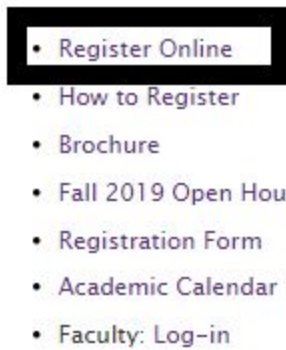 Register Online
How to Register
Brochure
Fall 2019 Open Hou
Registration Form
Academic Calendar
Faculty: Log-in